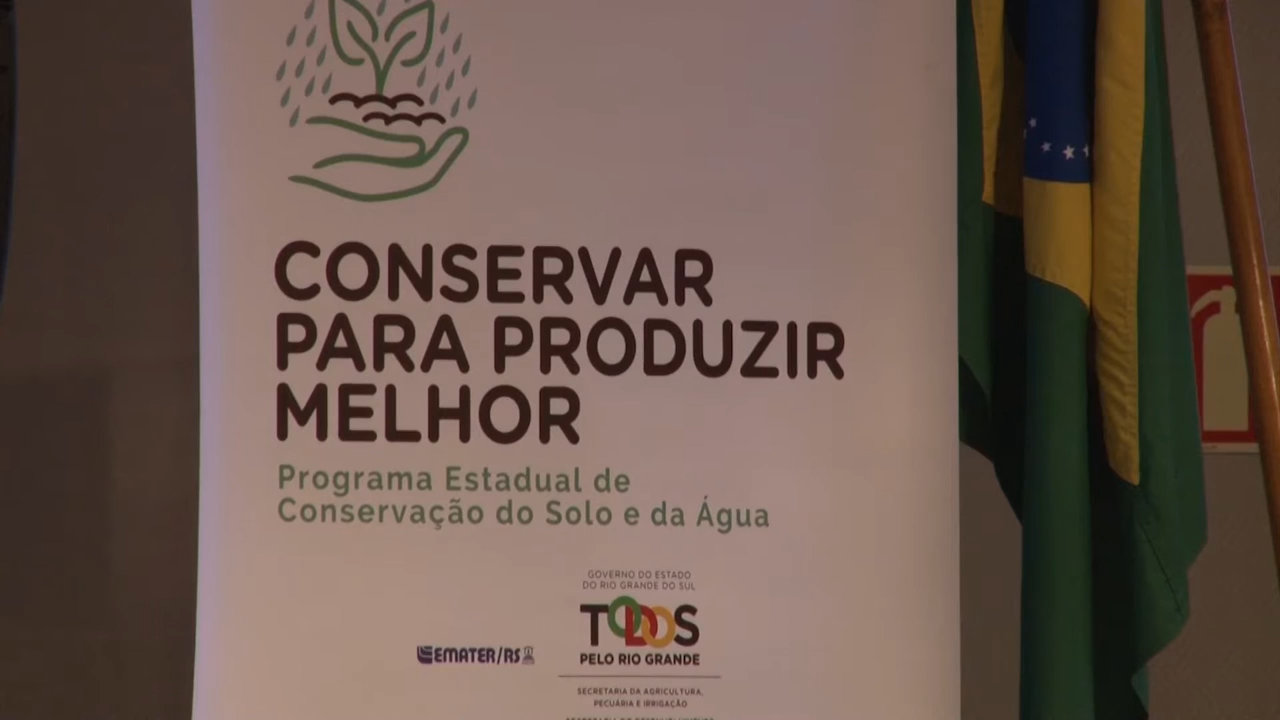 CONSERVAR
PARA PRODUZIR
MELHOR
Programa Estadual de
Conservação do Solo e da Água
GOVERNO DO ESTADO
DO RIO GRANDE DO SUL
TODOS
PELO RIO GRANDE
EMATER/RS
SECRETARIA DA AGRICULTURA,
PECUÁRIA E IRRIGAÇÃO